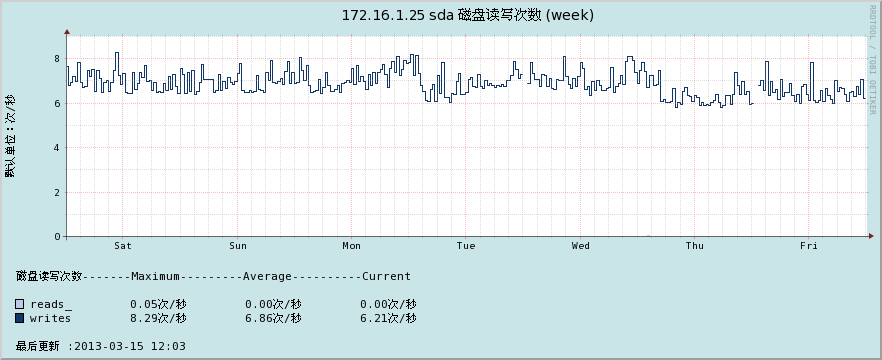 172.16.1.25 sda 磁盘读写次数 (week)
RRDTOOL / TOBI OETIKER
默认单位：次/秒
8
6
4
2
0
Sat Sun Mon Tue Wed Thu Fri
磁盘读写次数-------Maximum---------Average----------Current
reads_ 0.05次/秒 0.00次/秒 0.00次/秒
writes 8.29次/秒 6.86次/秒 6.21次/秒
最后更新 :2013-03-15 12:03